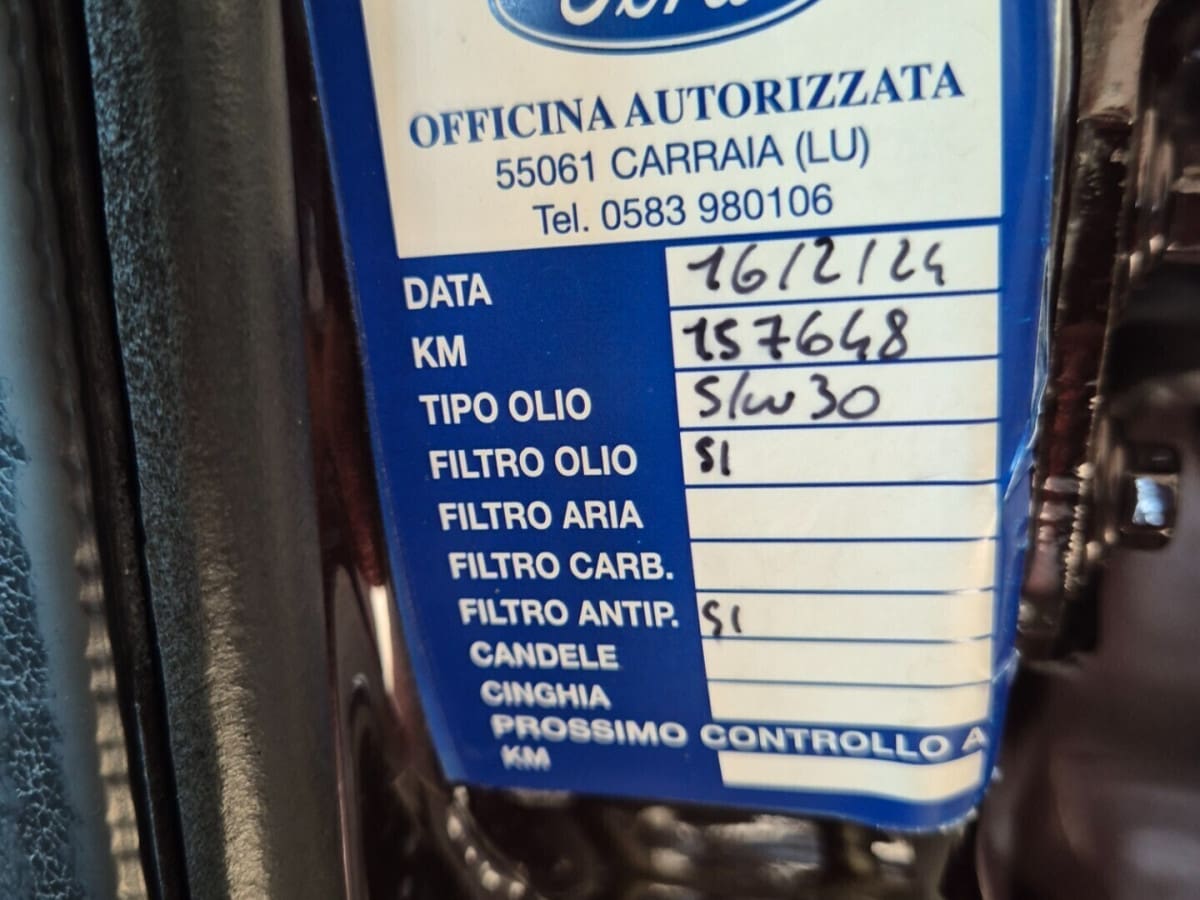 Ford
OFFICINA AUTORIZZATA
55061 CARRAIA (LU)
Tel. 0583 980106
DATA 16/2/24
KM 157648
TIPO OLIO 5/W30
FILTRO OLIO SI
FILTRO ARIA
FILTRO CARB.
FILTRO ANTIP. SI
CANDELE
CINGHIA
PROSSIMO CONTROLLO A
KM